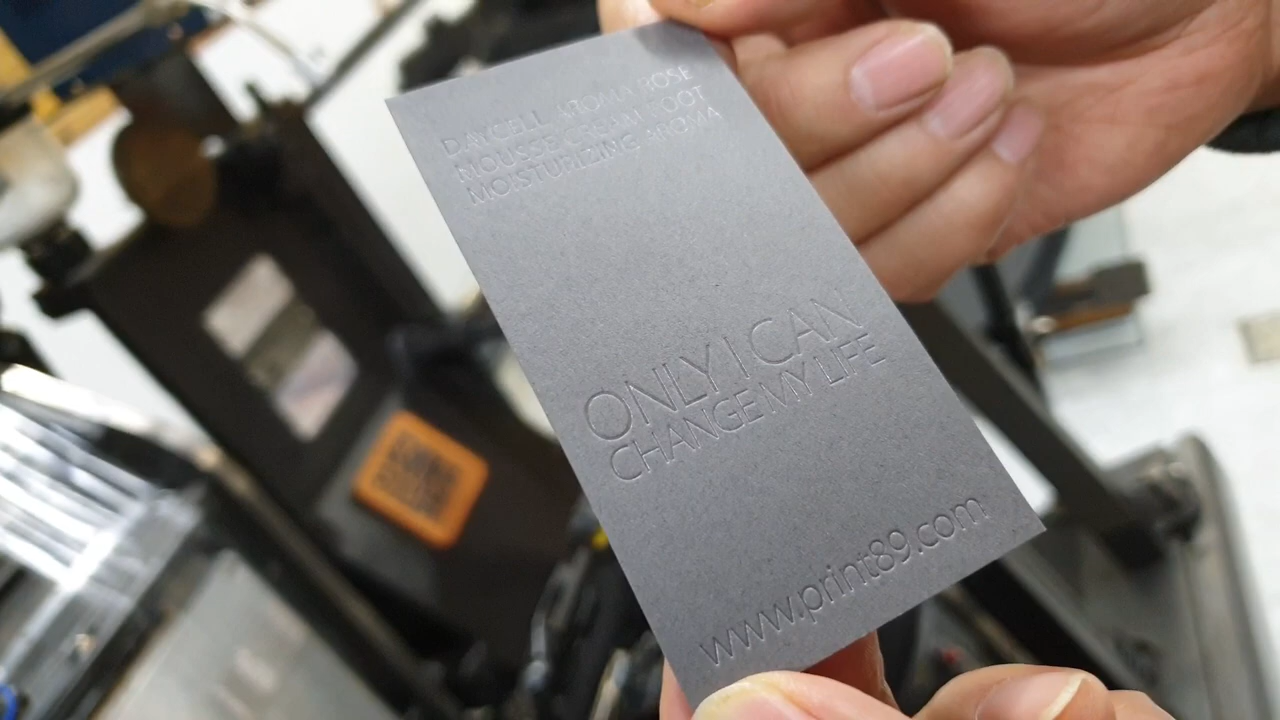 DAYCELL AROMA ROSE
MOUSSE CREAM FOOT
MOISTURIZING AROMA
ONLY I CAN
CHANGE MY LIFE
www.print89.com